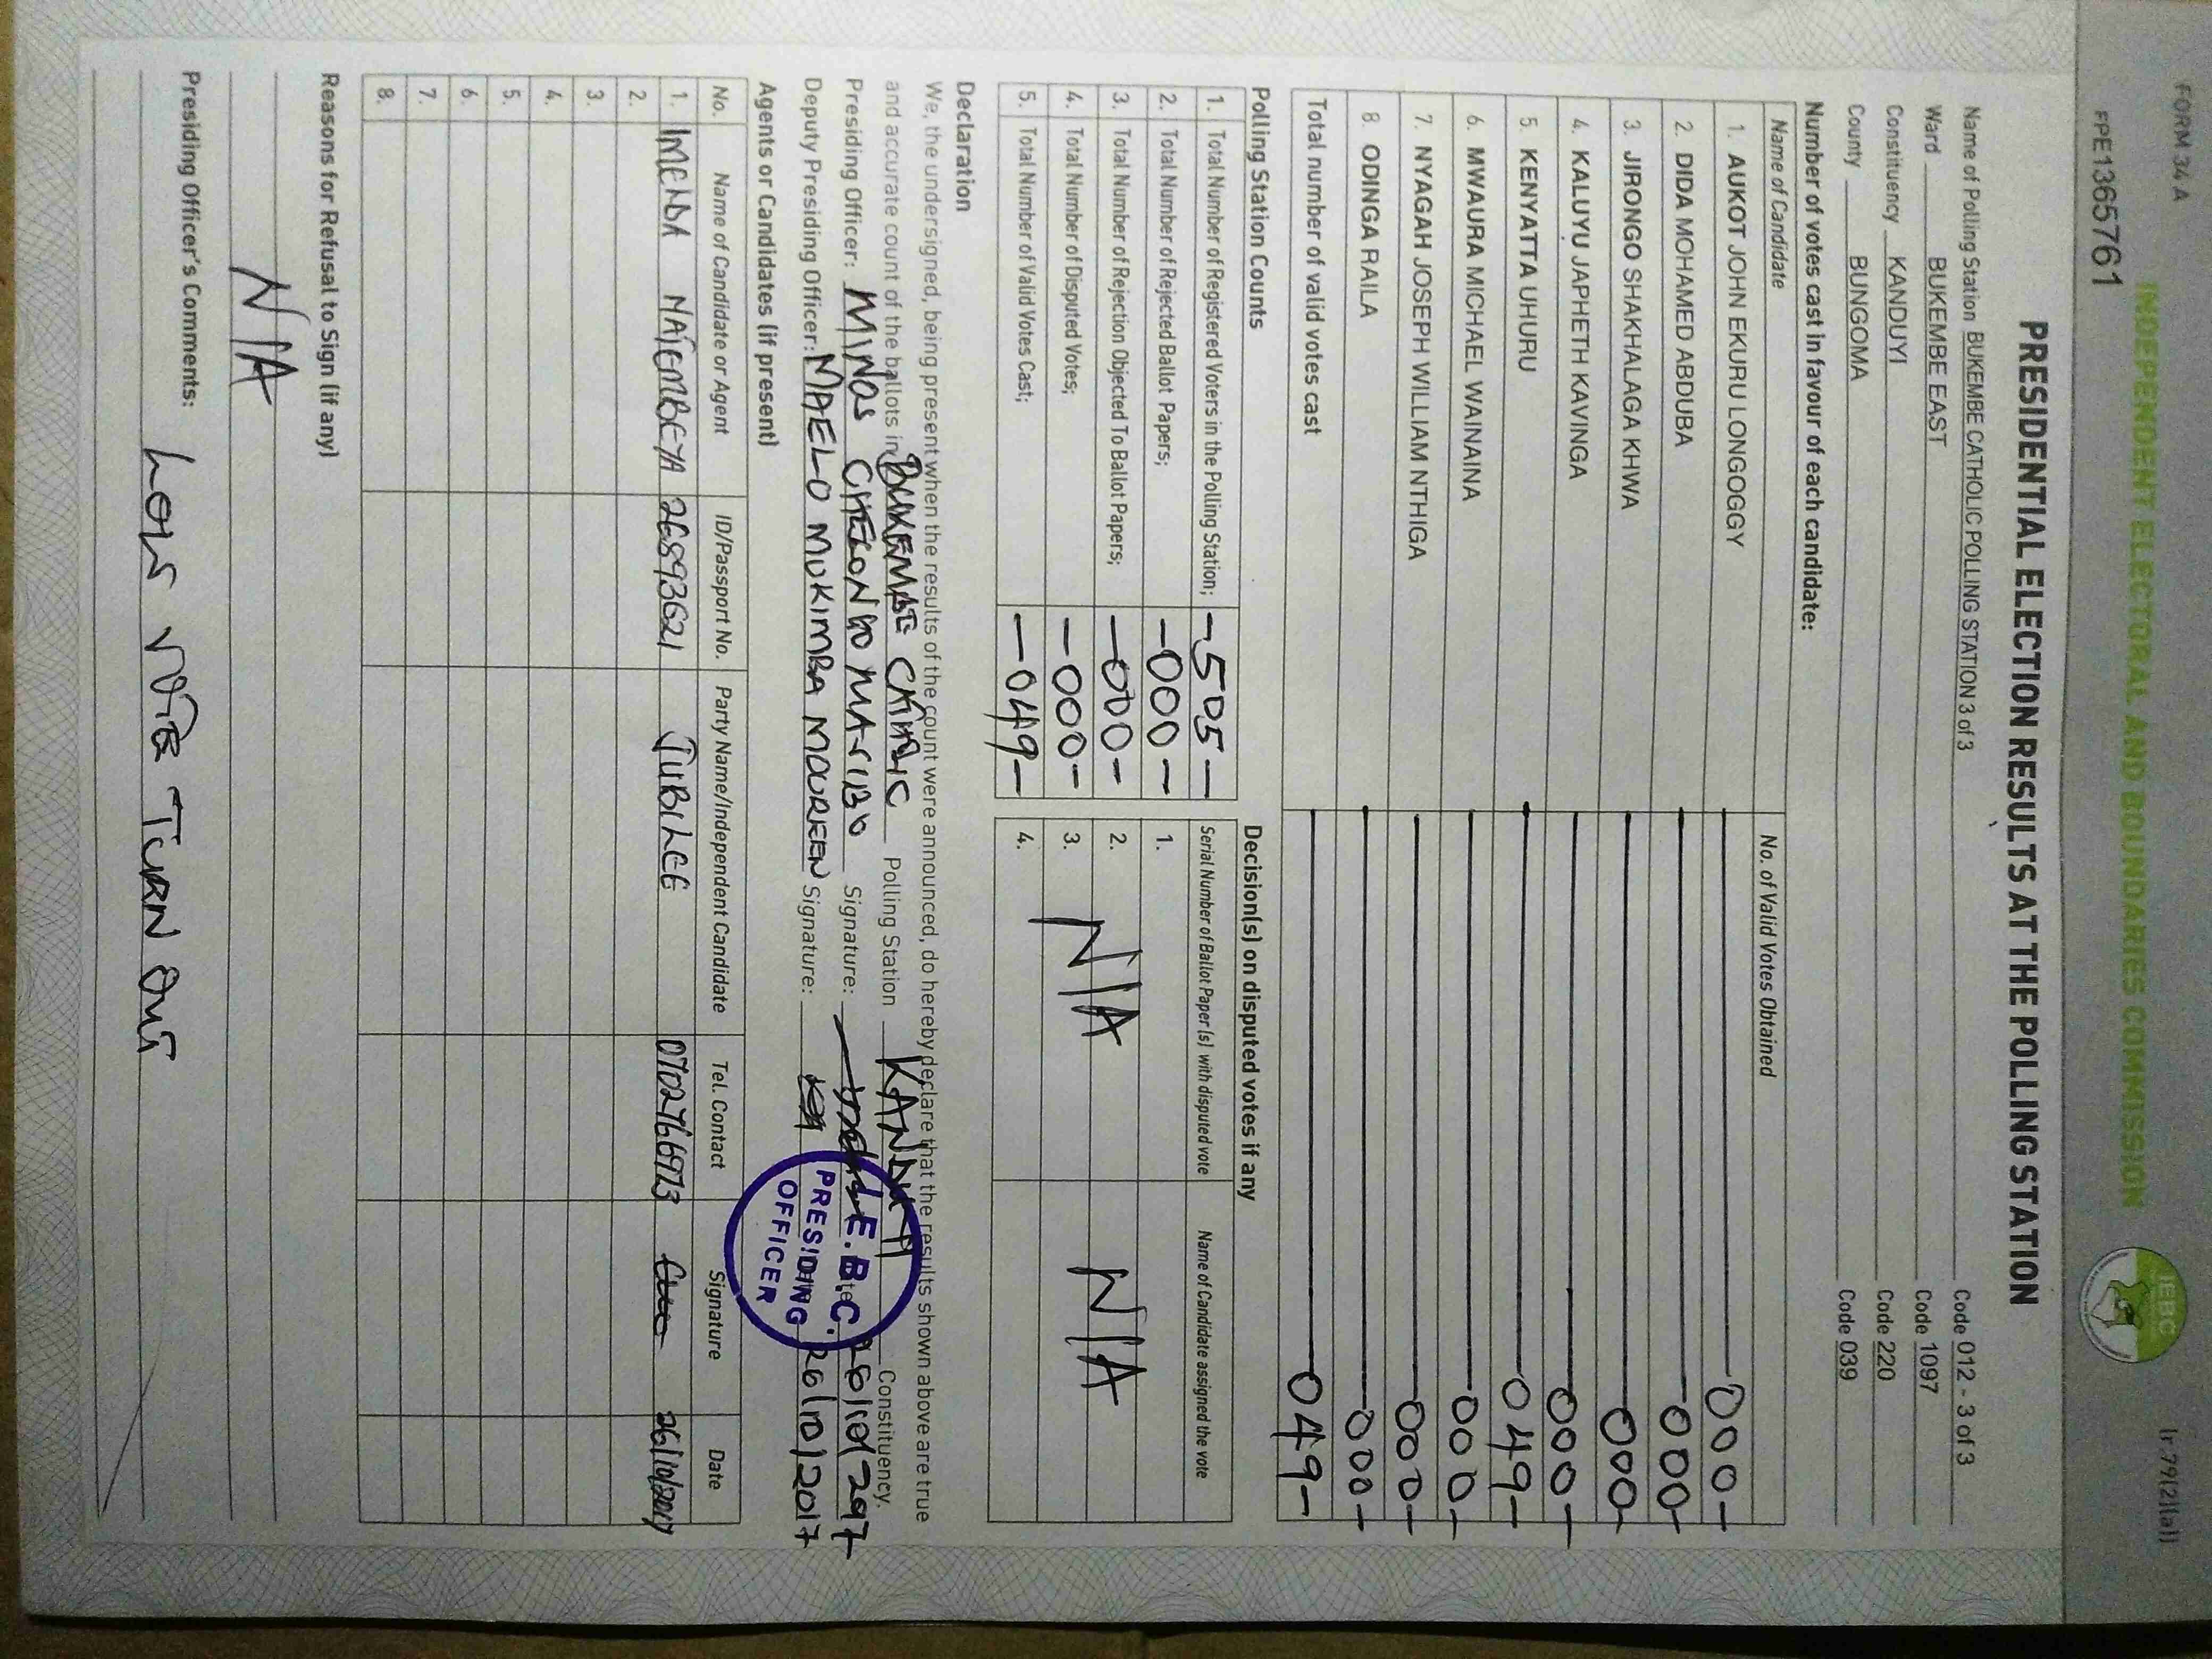 FORM 34 A
(r 79(2)(a))
INDEPENDENT ELECTORAL AND BOUNDARIES COMMISSION
IEBC
FPE1365761
PRESIDENTIAL ELECTION RESULTS AT THE POLLING STATION
Name of Polling Station BUKEMBE CATHOLIC POLLING STATION 3 of 3 Code 012 - 3 of 3
Ward BUKEMBE EAST Code 1097
Constituency KANDUYI Code 220
County BUNGOMA Code 039
Number of votes cast in favour of each candidate:
Name of Candidate No. of Valid Votes Obtained
1. AUKOT JOHN EKURU LONGOGGY 000-
2. DIDA MOHAMED ABDUBA 000-
3. JIRONGO SHAKHALAGA KHWA 000-
4. KALUYU JAPHETH KAVINGA 000-
5. KENYATTA UHURU 049-
6. MWAURA MICHAEL WAINAINA 000-
7. NYAGAH JOSEPH WILLIAM NTHIGA 000-
8. ODINGA RAILA 000-
Total number of valid votes cast 049-
Polling Station Counts
1. Total Number of Registered Voters in the Polling Station; -505-
2. Total Number of Rejected Ballot Papers; -000-
3. Total Number of Rejection Objected To Ballot Papers; -000-
4. Total Number of Disputed Votes; -000-
5. Total Number of Valid Votes Cast; -049-
Decision(s) on disputed votes if any
Serial Number of Ballot Paper(s) with disputed vote Name of Candidate assigned the vote
1.
2.
3. N/A N/A
4.
Declaration
We, the undersigned, being present when the results of the count were announced, do hereby declare that the results shown above are true
and accurate count of the ballots in BUKEMBE Polling Station KANDUYI Constituency.
Presiding Officer: MINOS Signature: 26/10/2017
Deputy Presiding Officer: MAELO MUKIMBA MOUREEN Signature: 26/10/2017
I.E.B.C.
PRESIDING
OFFICER
Agents or Candidates (if present)
No. Name of Candidate or Agent ID/Passport No. Party Name/Independent Candidate Tel. Contact Signature Date
1. IMENDA 26893621 JUBILEE 0702766973 26/10/2017
2.
3.
4.
5.
6.
7.
8.
Reasons for Refusal to Sign (if any)
N/A
Presiding Officer's Comments:
LOW VOTE TURN OUT